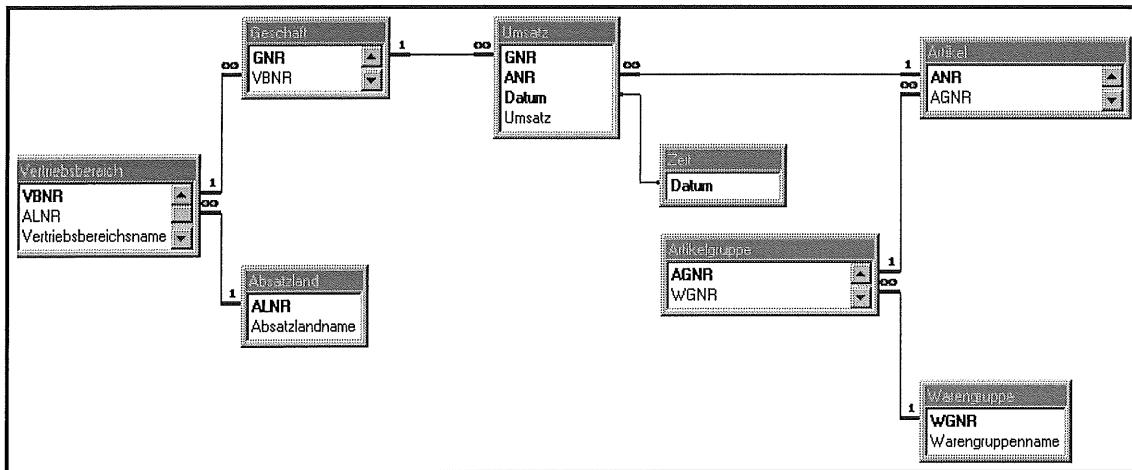 Geschäft
GNR
VBNR
1
∞
Umsatz
GNR
ANR
Datum
Umsatz
∞
∞
1
Artikel
ANR
AGNR
∞
Zeit
Datum
Vertriebsbereich
VBNR
ALNR
Vertriebsbereichsname
1
∞
Absatzland
ALNR
Absatzlandname
1
Artikelgruppe
AGNR
WGNR
1
∞
Warengruppe
WGNR
Warengruppenname
1